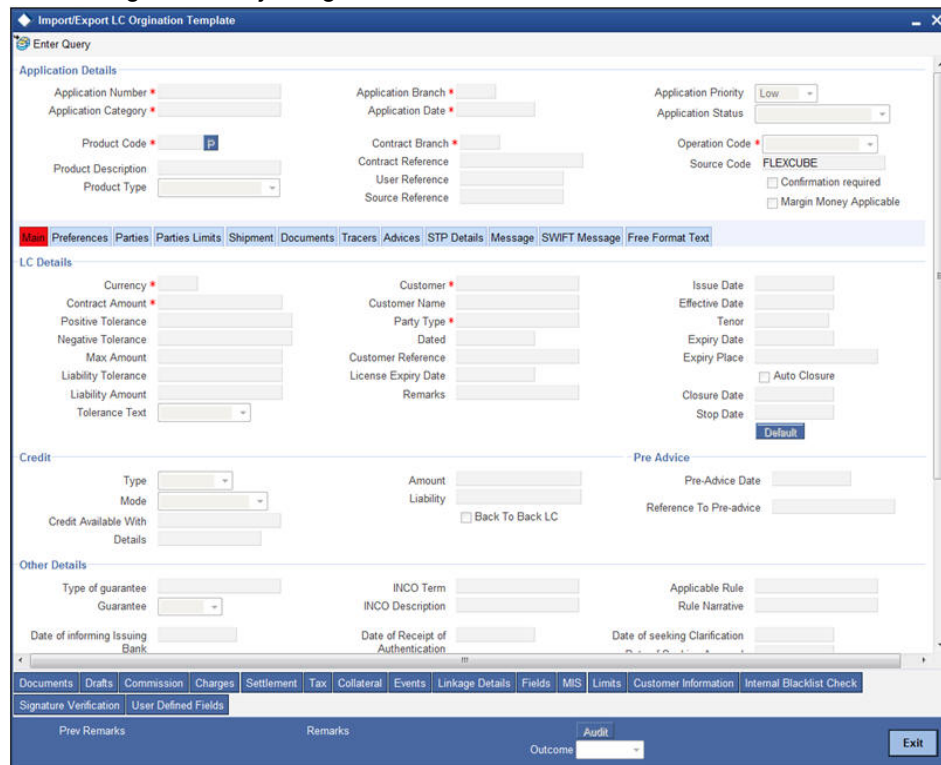 Import/Export LC Orgination Template
Enter Query
Application Details
Application Number * Application Branch * Application Priority Low
Application Category * Application Date * Application Status
Product Code * P Contract Branch * Operation Code *
Product Description Contract Reference Source Code FLEXCUBE
Product Type User Reference Confirmation required
Source Reference Margin Money Applicable
Main Preferences Parties Parties Limits Shipment Documents Tracers Advices STP Details Message SWIFT Message Free Format Text
LC Details
Currency * Customer * Issue Date
Contract Amount * Customer Name Effective Date
Positive Tolerance Party Type * Tenor
Negative Tolerance Dated Expiry Date
Max Amount Customer Reference Expiry Place
Liability Tolerance License Expiry Date Auto Closure
Liability Amount Remarks Closure Date
Tolerance Text Stop Date
Default
Credit Pre Advice
Type Amount Pre-Advice Date
Mode Liability Reference To Pre-advice
Credit Available With Back To Back LC
Details
Other Details
Type of guarantee INCO Term Applicable Rule
Guarantee INCO Description Rule Narrative
Date of informing Issuing Date of Receipt of Date of seeking Clarification
Bank Authentication
Documents Drafts Commission Charges Settlement Tax Collateral Events Linkage Details Fields MIS Limits Customer Information Internal Blacklist Check
Signature Verification User Defined Fields
Prev Remarks Remarks Audit
Outcome Exit